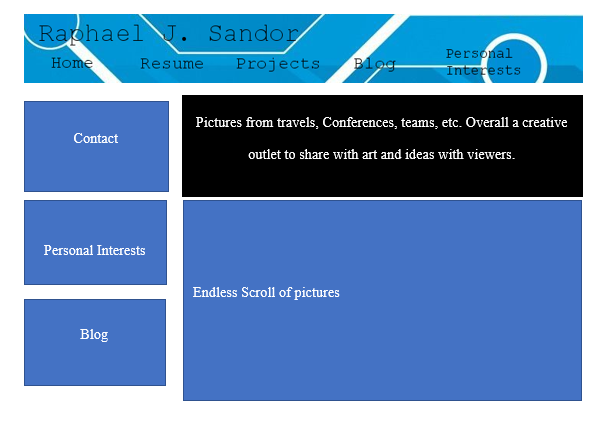 Raphael J. Sandor
Home Resume Projects Blog Personal
Interests
Contact
Pictures from travels, Conferences, teams, etc. Overall a creative
outlet to share with art and ideas with viewers.
Personal Interests
Endless Scroll of pictures
Blog